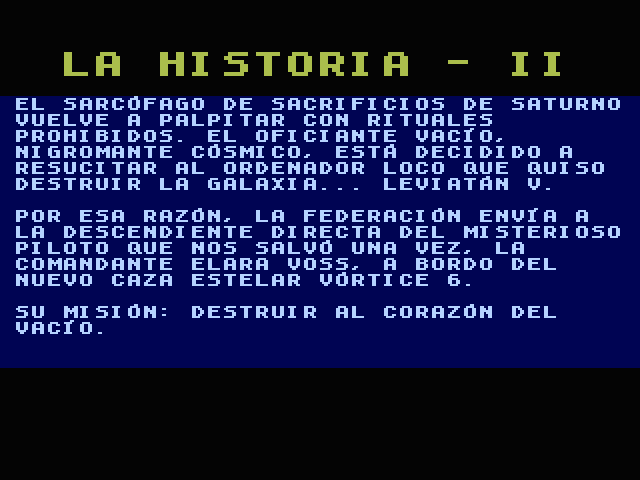 LA HISTORIA - II
EL SARCÓFAGO DE SACRIFICIOS DE SATURNO
VUELVE A PALPITAR CON RITUALES
PROHIBIDOS. EL OFICIANTE VACÍO,
NIGROMANTE CÓSMICO, ESTÁ DECIDIDO A
RESUCITAR AL ORDENADOR LOCO QUE QUISO
DESTRUIR LA GALAXIA... LEVIATÁN V.
POR ESA RAZÓN, LA FEDERACIÓN ENVÍA A
LA DESCENDIENTE DIRECTA DEL MISTERIOSO
PILOTO QUE NOS SALVÓ UNA VEZ, LA
COMANDANTE ELARA VOSS, A BORDO DEL
NUEVO CAZA ESTELAR VÓRTICE 6.
SU MISIÓN: DESTRUIR AL CORAZÓN DEL
VACÍO.